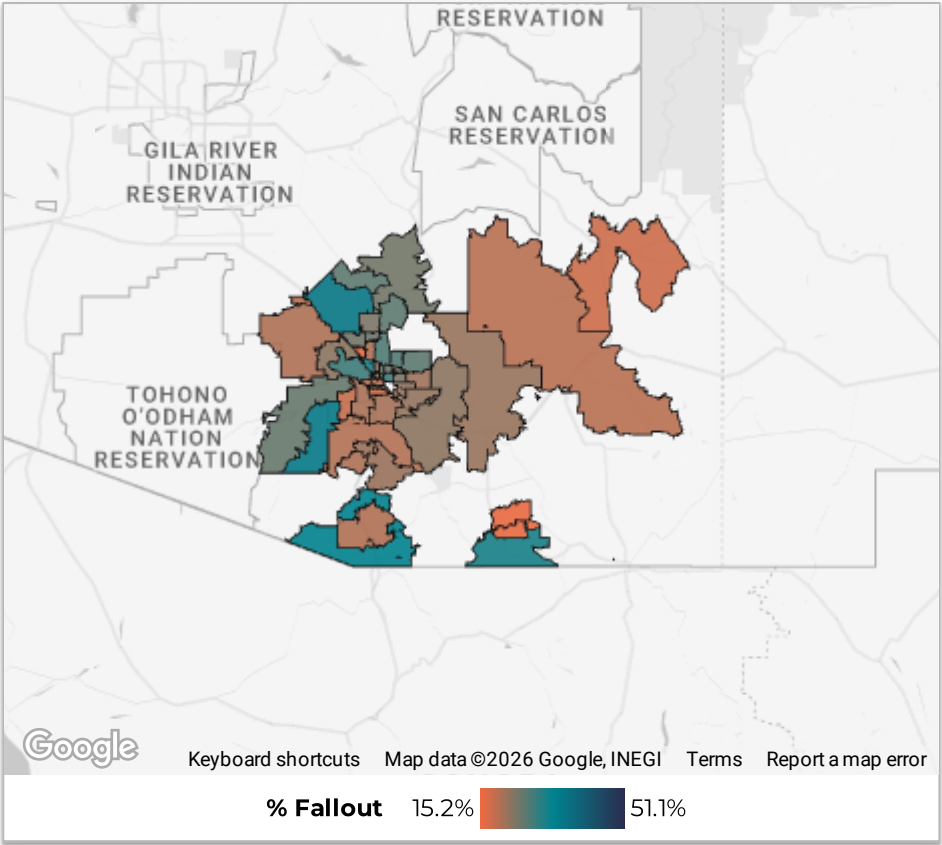 RESERVATION
SAN CARLOS
RESERVATION
GILA RIVER
INDIAN
RESERVATION
TOHONO
O'ODHAM
NATION
RESERVATION
Google
Keyboard shortcuts Map data ©2026 Google, INEGI Terms Report a map error
% Fallout 15.2% 51.1%